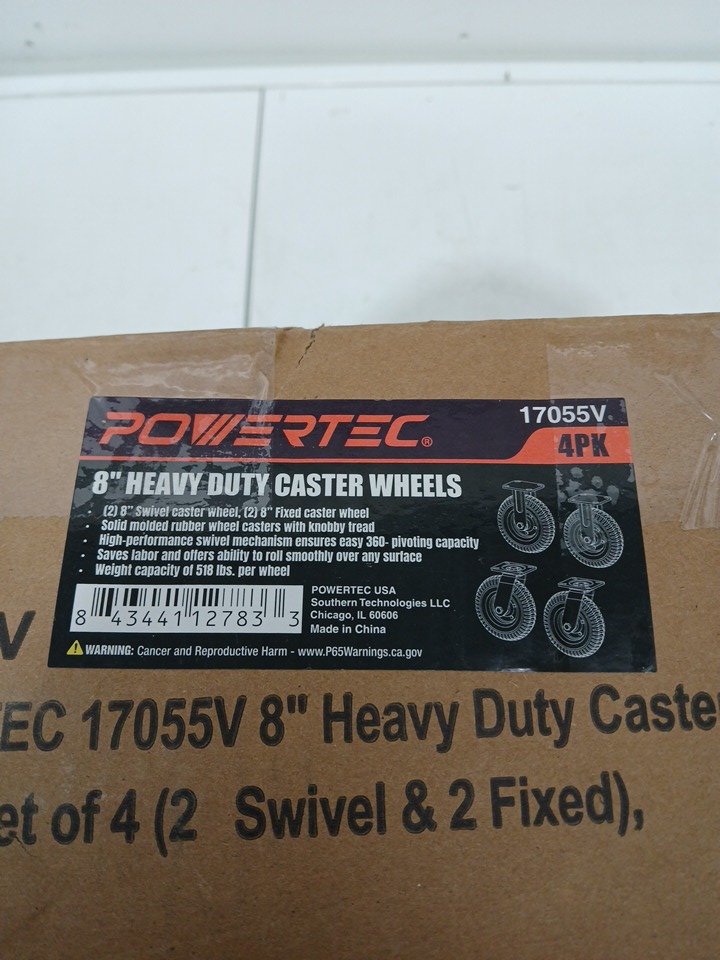 POWERTEC®
17055V
4PK
8" HEAVY DUTY CASTER WHEELS
• (2) 8" Swivel caster wheel, (2) 8" Fixed caster wheel
• Solid molded rubber wheel casters with knobby tread
• High-performance swivel mechanism ensures easy 360- pivoting capacity
• Saves labor and offers ability to roll smoothly over any surface
• Weight capacity of 518 lbs. per wheel
8 43441 12783 3
POWERTEC USA
Southern Technologies LLC
Chicago, IL 60606
Made in China
WARNING: Cancer and Reproductive Harm - www.P65Warnings.ca.gov
V
TEC 17055V 8" Heavy Duty Caste
et of 4 (2 Swivel & 2 Fixed),